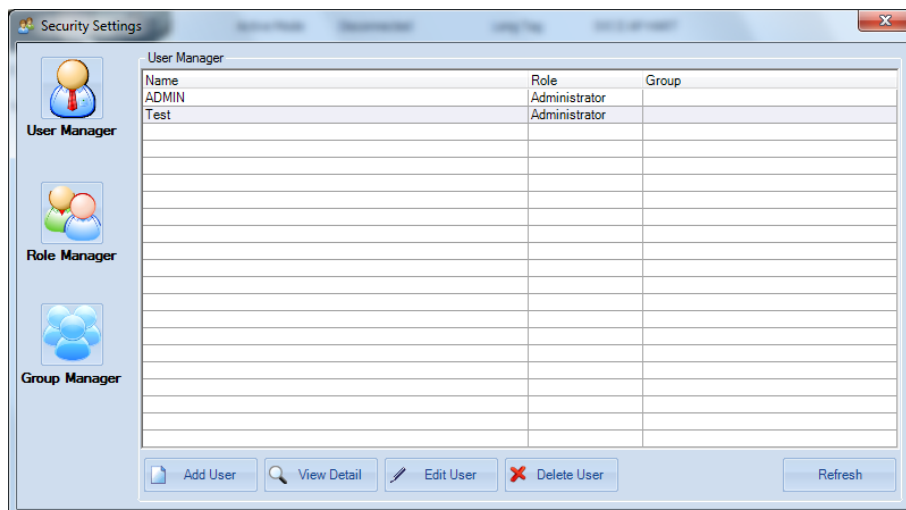 Security Settings
User Manager
Name Role Group
ADMIN Administrator
Test Administrator
User Manager
Role Manager
Group Manager
Add User View Detail Edit User Delete User Refresh